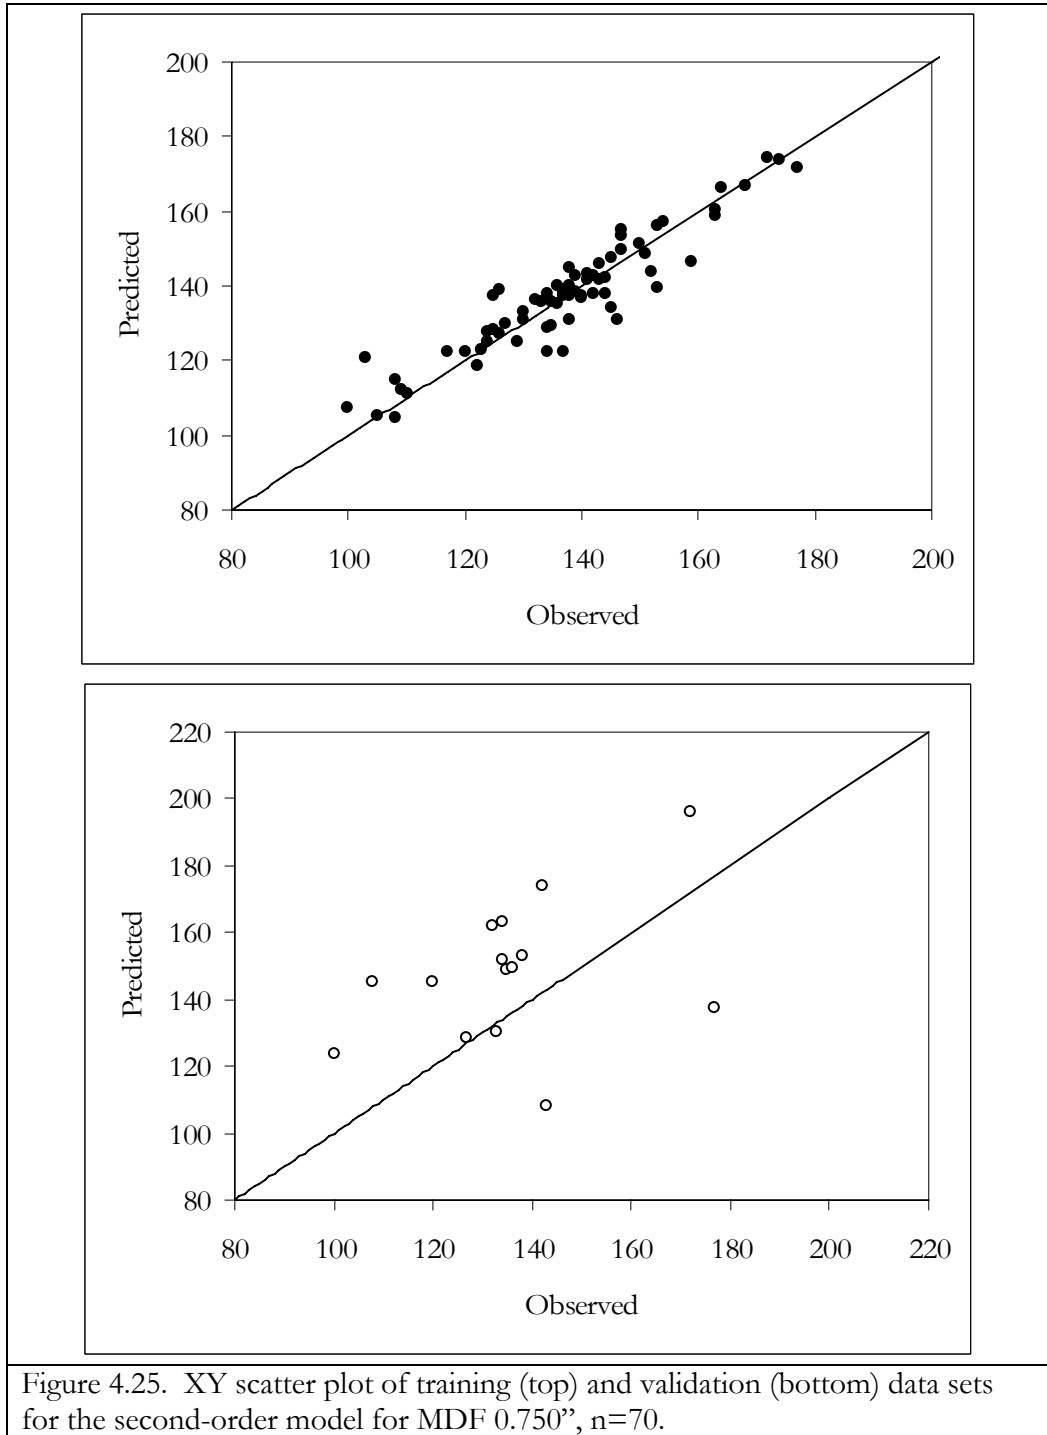 200
180
160
140
120
100
80
Predicted
80 100 120 140 160 180 200
Observed
220
200
180
160
140
120
100
80
Predicted
80 100 120 140 160 180 200 220
Observed
Figure 4.25. XY scatter plot of training (top) and validation (bottom) data sets
for the second-order model for MDF 0.750”, n=70.